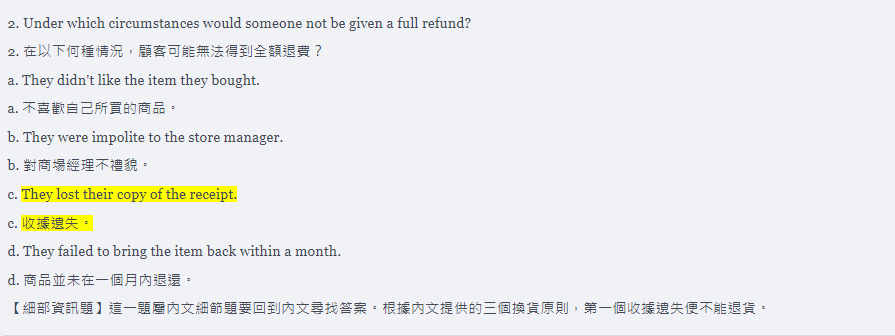 2. Under which circumstances would someone not be given a full refund?
2. 在以下何種情況，顧客可能無法得到全額退費？
a. They didn't like the item they bought.
a. 不喜歡自己所買的商品。
b. They were impolite to the store manager.
b. 對商場經理不禮貌。
c. They lost their copy of the receipt.
c. 收據遺失。
d. They failed to bring the item back within a month.
d. 商品並未在一個月內退還。
【細部資訊題】這一題屬內文細節題要回到內文尋找答案。根據內文提供的三個換貨原則，第一個收據遺失便不能退貨。